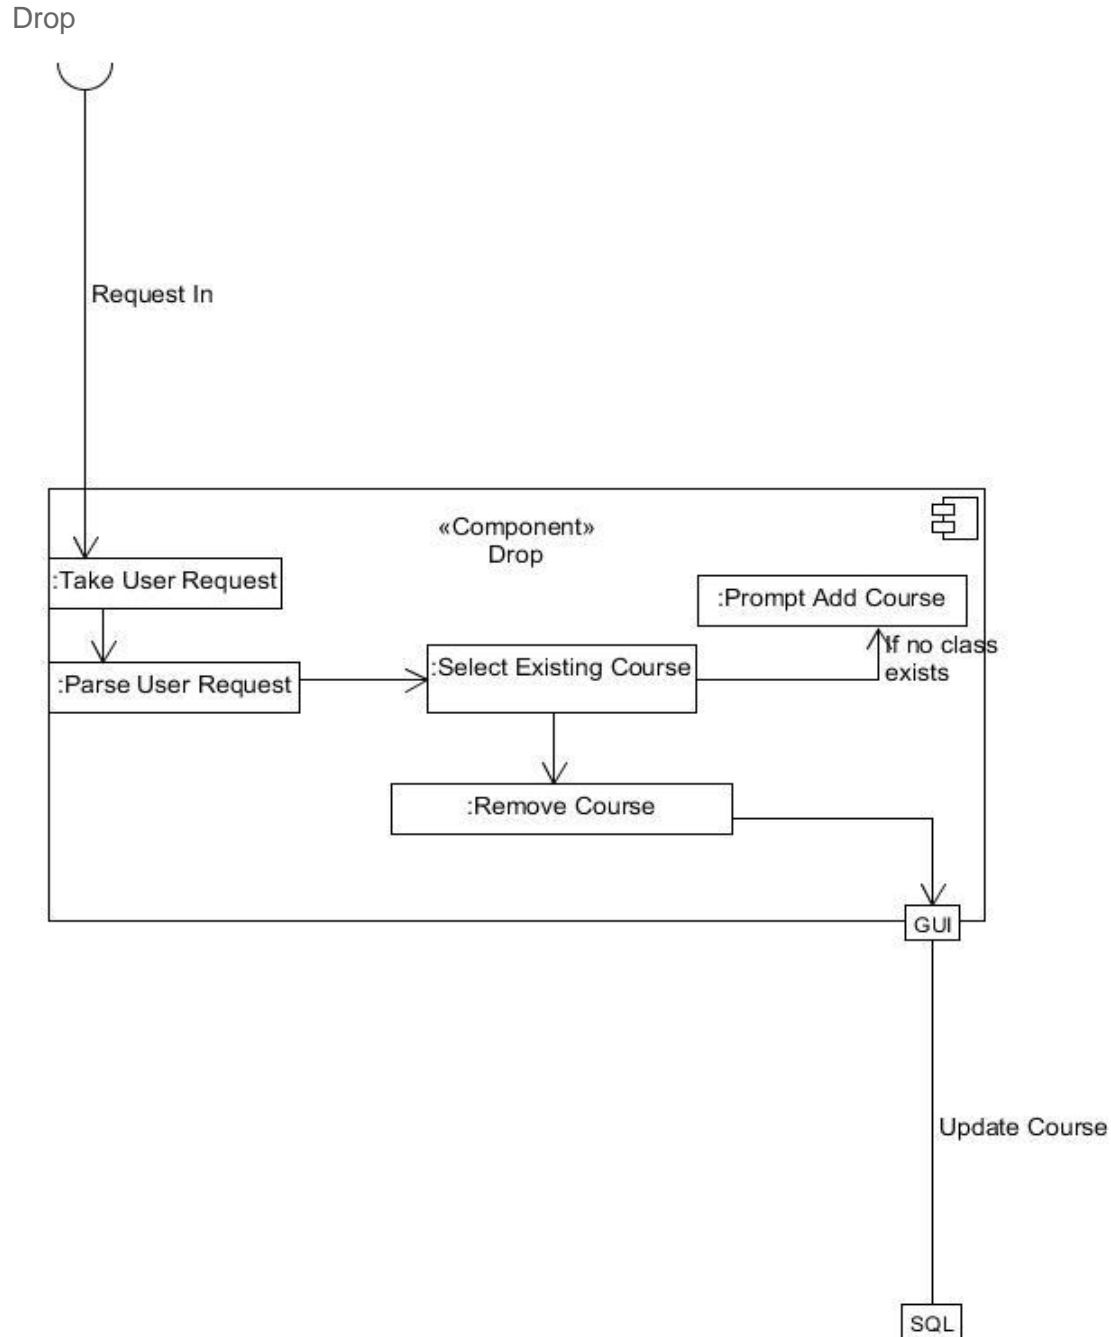 Drop
Request In
«Component»
Drop
:Take User Request
:Prompt Add Course
If no class
exists
:Parse User Request
:Select Existing Course
:Remove Course
GUI
Update Course
SQL